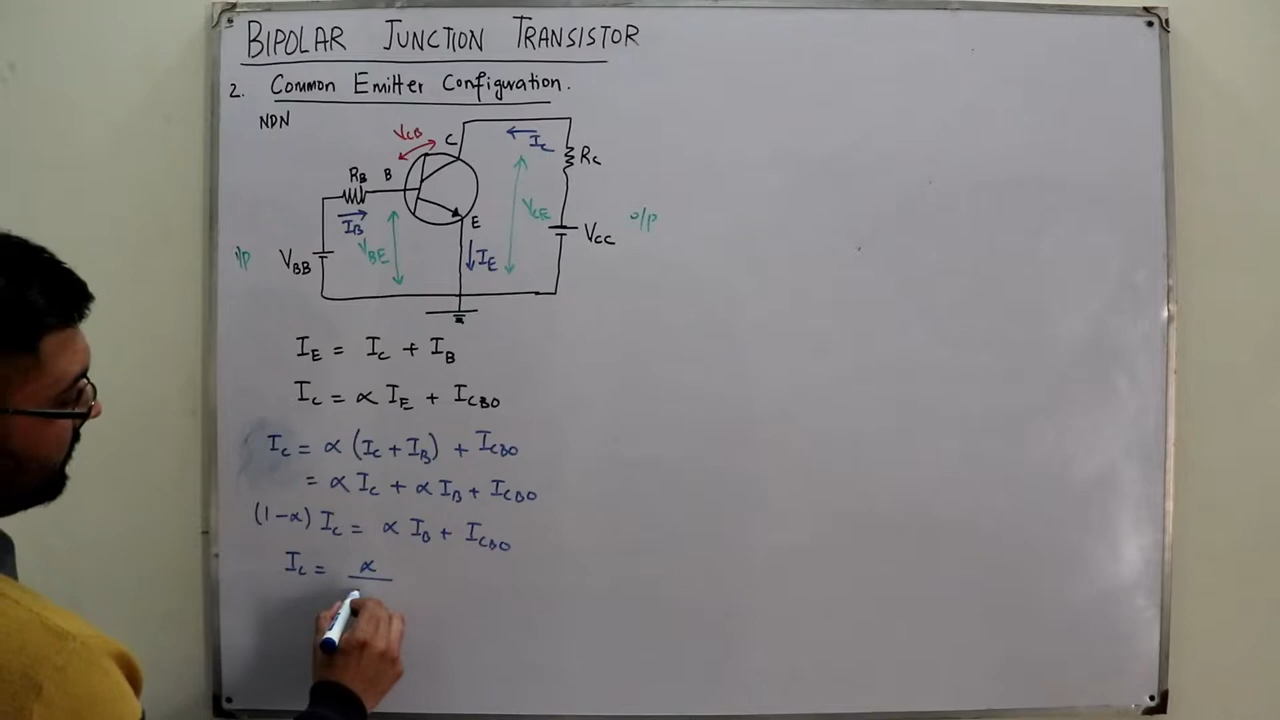 BIPOLAR JUNCTION TRANSISTOR
2. Common Emitter Configuration.
NPN
VCB
C
IC
RC
RB
B
IB
E
VCE
VCC
o/p
i/p
VBB
VBE
IE
IE = IC + IB
IC = α IE + ICBO
IC = α (IC + IB) + ICBO
= α IC + α IB + ICBO
(1-α) IC = α IB + ICBO
IC = α